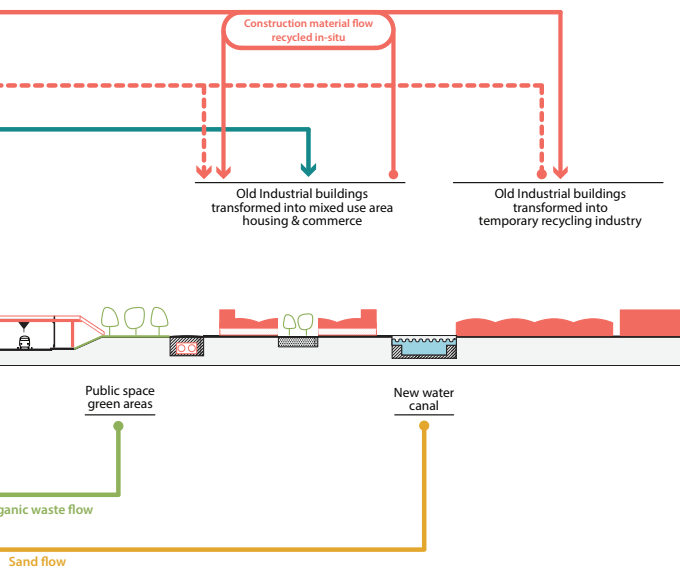 Construction material flow
recycled in-situ
Old Industrial buildings
transformed into mixed use area
housing & commerce
Old Industrial buildings
transformed into
temporary recycling industry
Public space
green areas
New water
canal
ganic waste flow
Sand flow